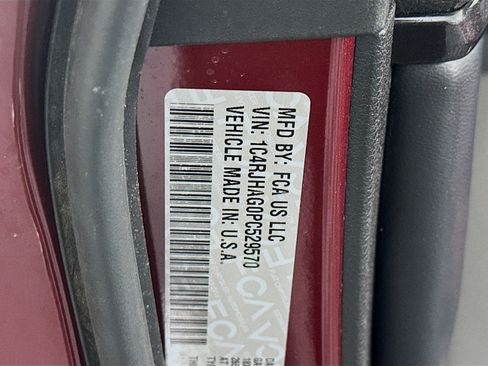 MFD BY: FCA US LLC
VIN: 1C4RJHAG0PC529570
VEHICLE MADE IN: U.S.A